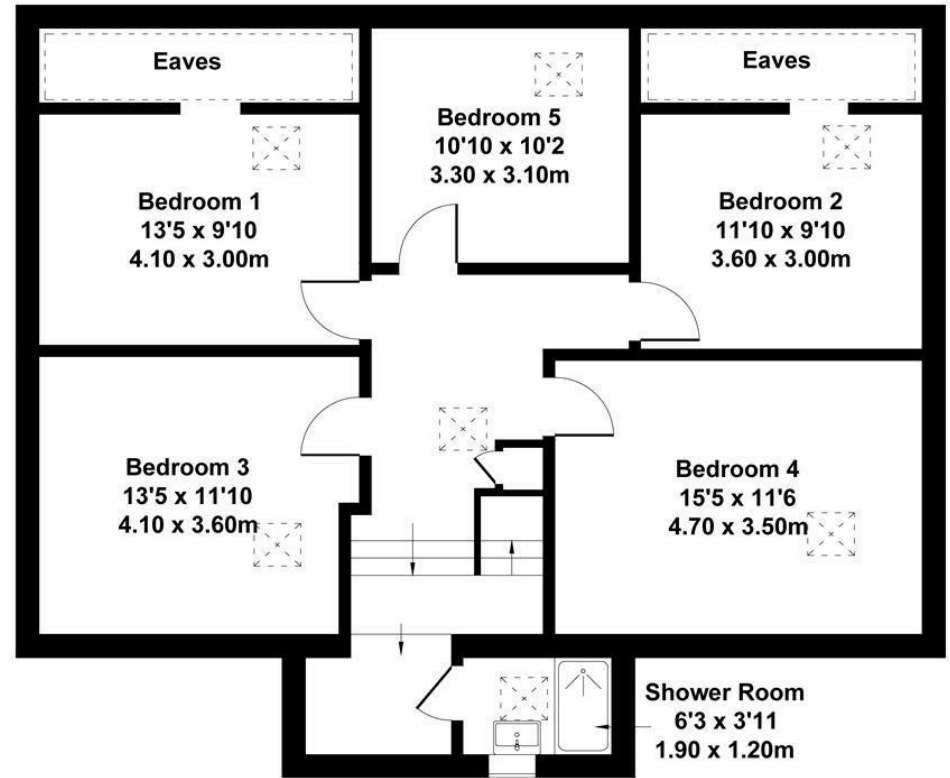 Eaves
Eaves
Bedroom 5
10'10 x 10'2
3.30 x 3.10m
Bedroom 1
13'5 x 9'10
4.10 x 3.00m
Bedroom 2
11'10 x 9'10
3.60 x 3.00m
Bedroom 3
13'5 x 11'10
4.10 x 3.60m
Bedroom 4
15'5 x 11'6
4.70 x 3.50m
Shower Room
6'3 x 3'11
1.90 x 1.20m